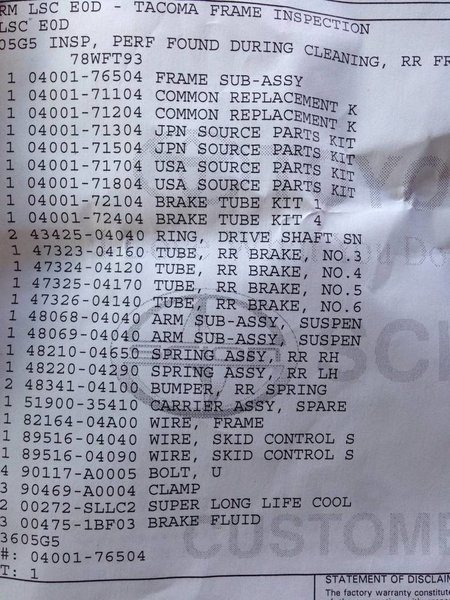 RM LSC E0D - TACOMA FRAME INSPECTION
LSC E0D
05G5 INSP, PERF FOUND DURING CLEANING, RR FR
78WFT93
1 04001-76504 FRAME SUB-ASSY
1 04001-71104 COMMON REPLACEMENT K
1 04001-71204 COMMON REPLACEMENT K
1 04001-71304 JPN SOURCE PARTS KIT
1 04001-71504 JPN SOURCE PARTS KIT
1 04001-71704 USA SOURCE PARTS KIT
1 04001-71804 USA SOURCE PARTS KIT
1 04001-72104 BRAKE TUBE KIT 1
1 04001-72404 BRAKE TUBE KIT 4
2 43425-04040 RING, DRIVE SHAFT SN
1 47323-04160 TUBE, RR BRAKE, NO.3
1 47324-04120 TUBE, RR BRAKE, NO.4
1 47325-04170 TUBE, RR BRAKE, NO.5
1 47326-04140 TUBE, RR BRAKE, NO.6
1 48068-04040 ARM SUB-ASSY, SUSPEN
1 48069-04040 ARM SUB-ASSY, SUSPEN
1 48210-04650 SPRING ASSY, RR RH
1 48220-04290 SPRING ASSY, RR LH
2 48341-04100 BUMPER, RR SPRING
1 51900-35410 CARRIER ASSY, SPARE
1 82164-04A00 WIRE, FRAME
1 89516-04040 WIRE, SKID CONTROL S
1 89516-04090 WIRE, SKID CONTROL S
4 90117-A0005 BOLT, U
3 90469-A0004 CLAMP
2 00272-SLLC2 SUPER LONG LIFE COOL
3 00475-1BF03 BRAKE FLUID
3605G5
#: 04001-76504
T: 1
YO
Do
SCI
CUSTOME
STATEMENT OF DISCLAIM
The factory warranty constitutes